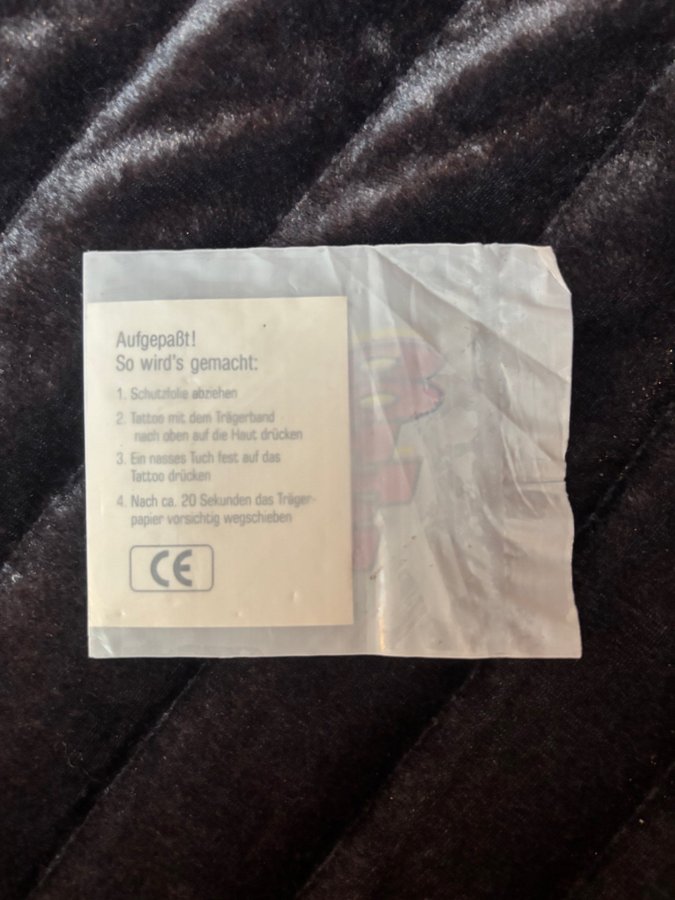 Aufgepaßt!
So wird's gemacht:
1. Schutzfolie abziehen
2. Tattoo mit dem Trägerband
nach oben auf die Haut drücken
3. Ein nasses Tuch fest auf das
Tattoo drücken
4. Nach ca. 20 Sekunden das Träger-
papier vorsichtig wegschieben
CE